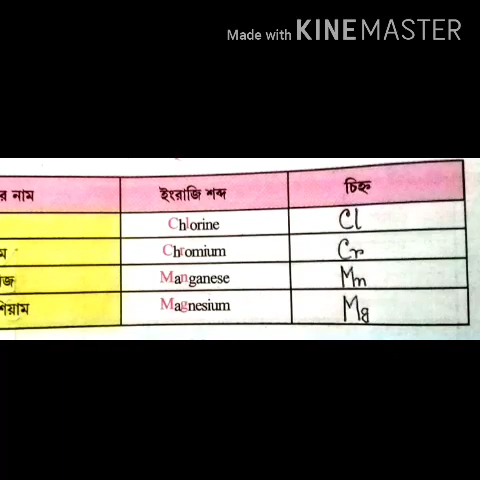 Made with KINEMASTER
র নাম ইংরাজি শব্দ চিহ্ন
Chlorine Cl
ম Chromium Cr
জ Manganese Mn
শিয়াম Magnesium Mg